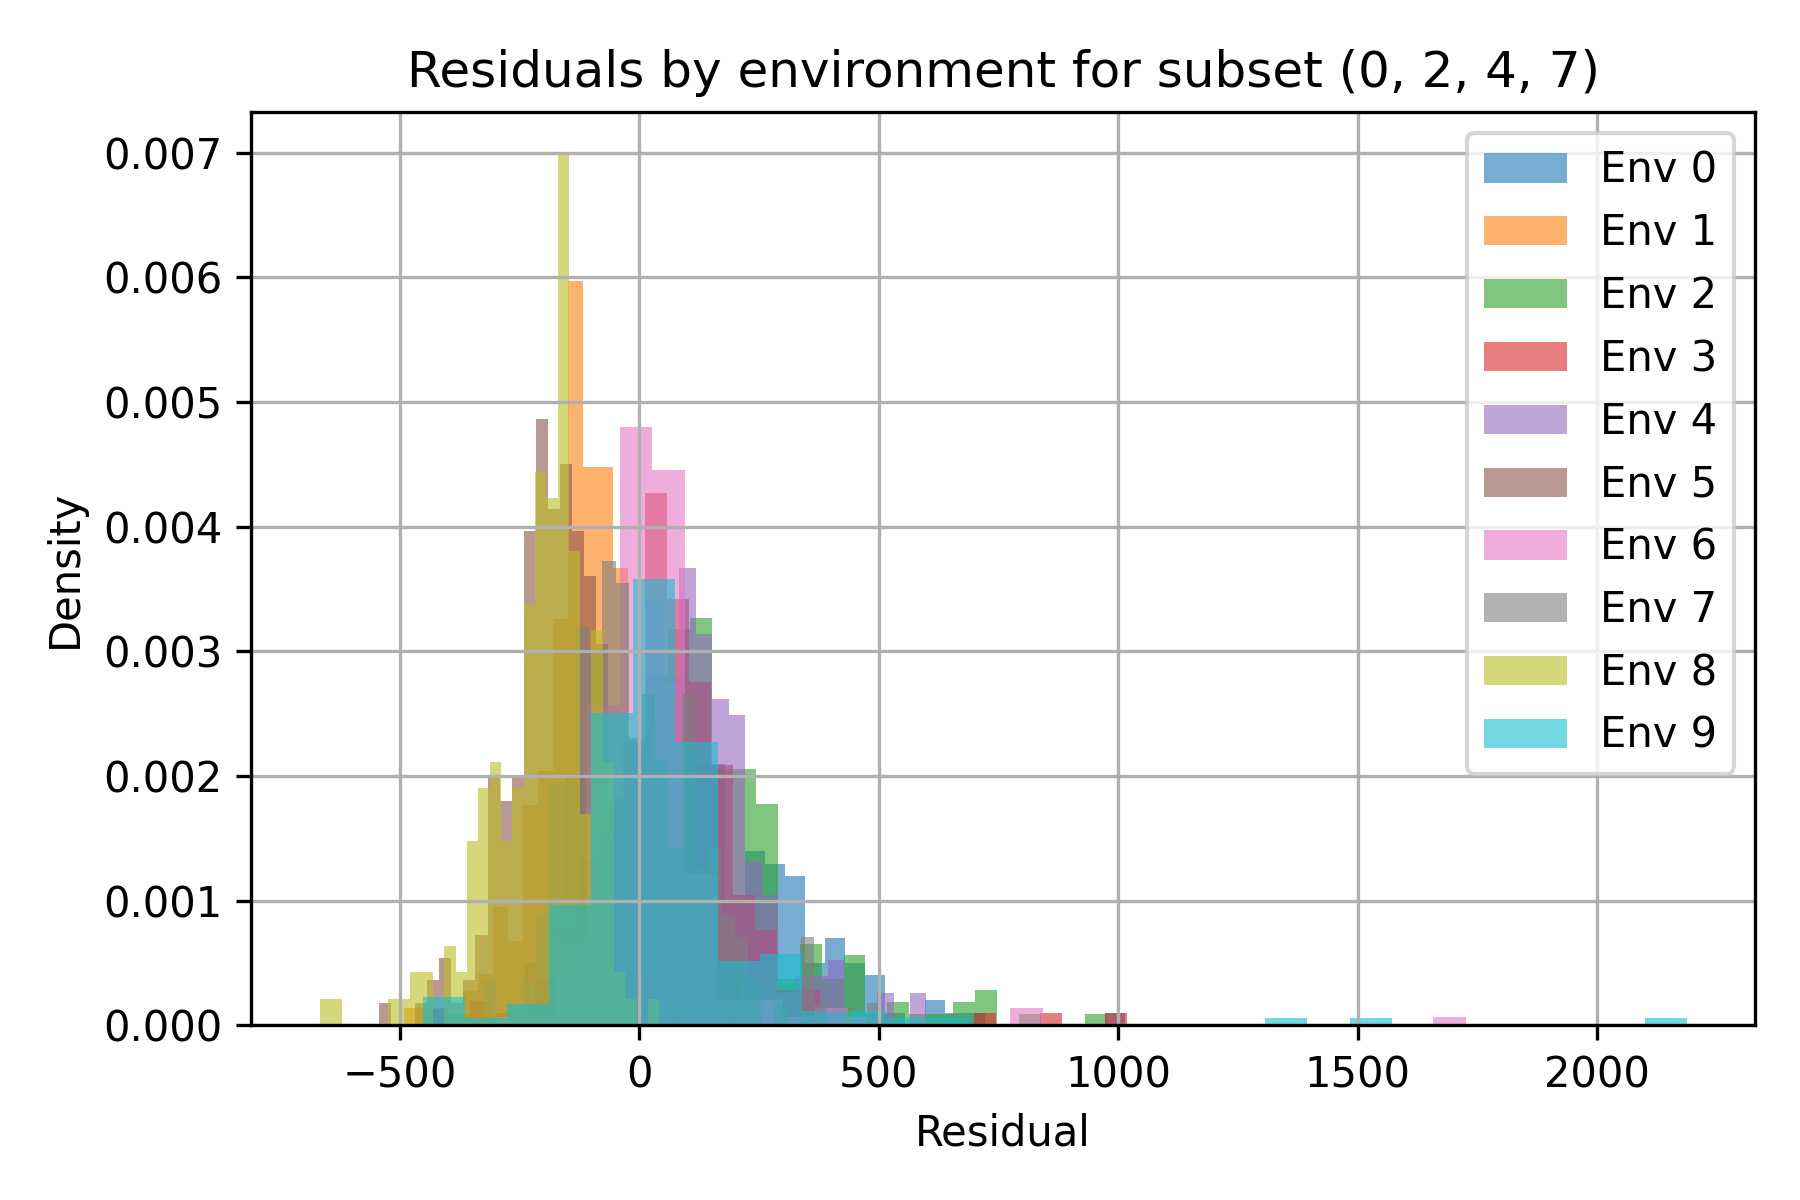 Residuals by environment for subset (0, 2, 4, 7)
0.007
0.006
0.005
0.004
0.003
0.002
0.001
0.000
Density
−500
0
500
1000
1500
2000
Residual
Env 0
Env 1
Env 2
Env 3
Env 4
Env 5
Env 6
Env 7
Env 8
Env 9